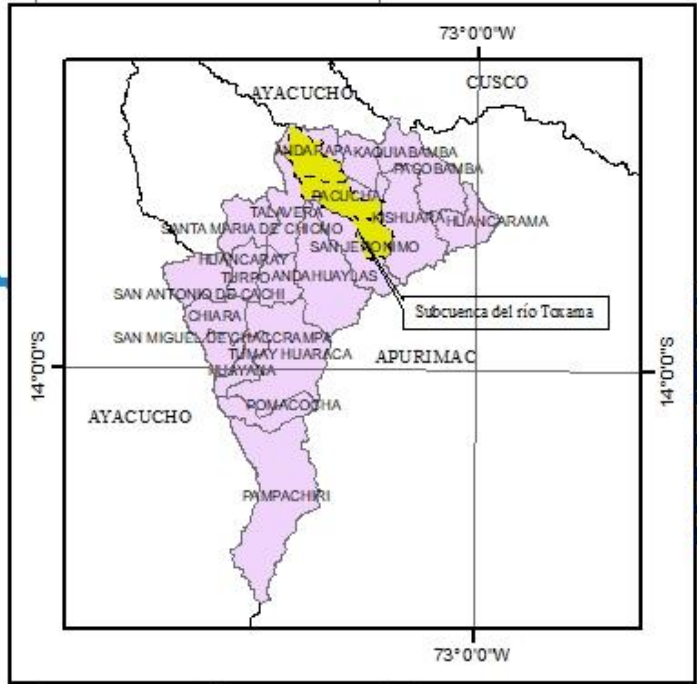 73° 0'0"W
CUSCO
AYACUCHO
ANDARAPA
KAQUIABAMBA
PACOBAMBA
PACUCHA
TALAVERA
KISHUARA
HUANCARAMA
SANTA MARIA DE CHICMO
SAN JERONIMO
HUANCARAY
TURPO
ANDAHUAYLAS
SAN ANTONIO DE CACHI
CHIARA
Subcuenca del río Toxama
SAN MIGUEL DE CHACCRAMPA
TUMAY HUARACA
APURIMAC
14°0'0"S
14°0'0"S
HUAYANA
POMACOCHA
AYACUCHO
PAMPACHIRI
73° 0'0"W